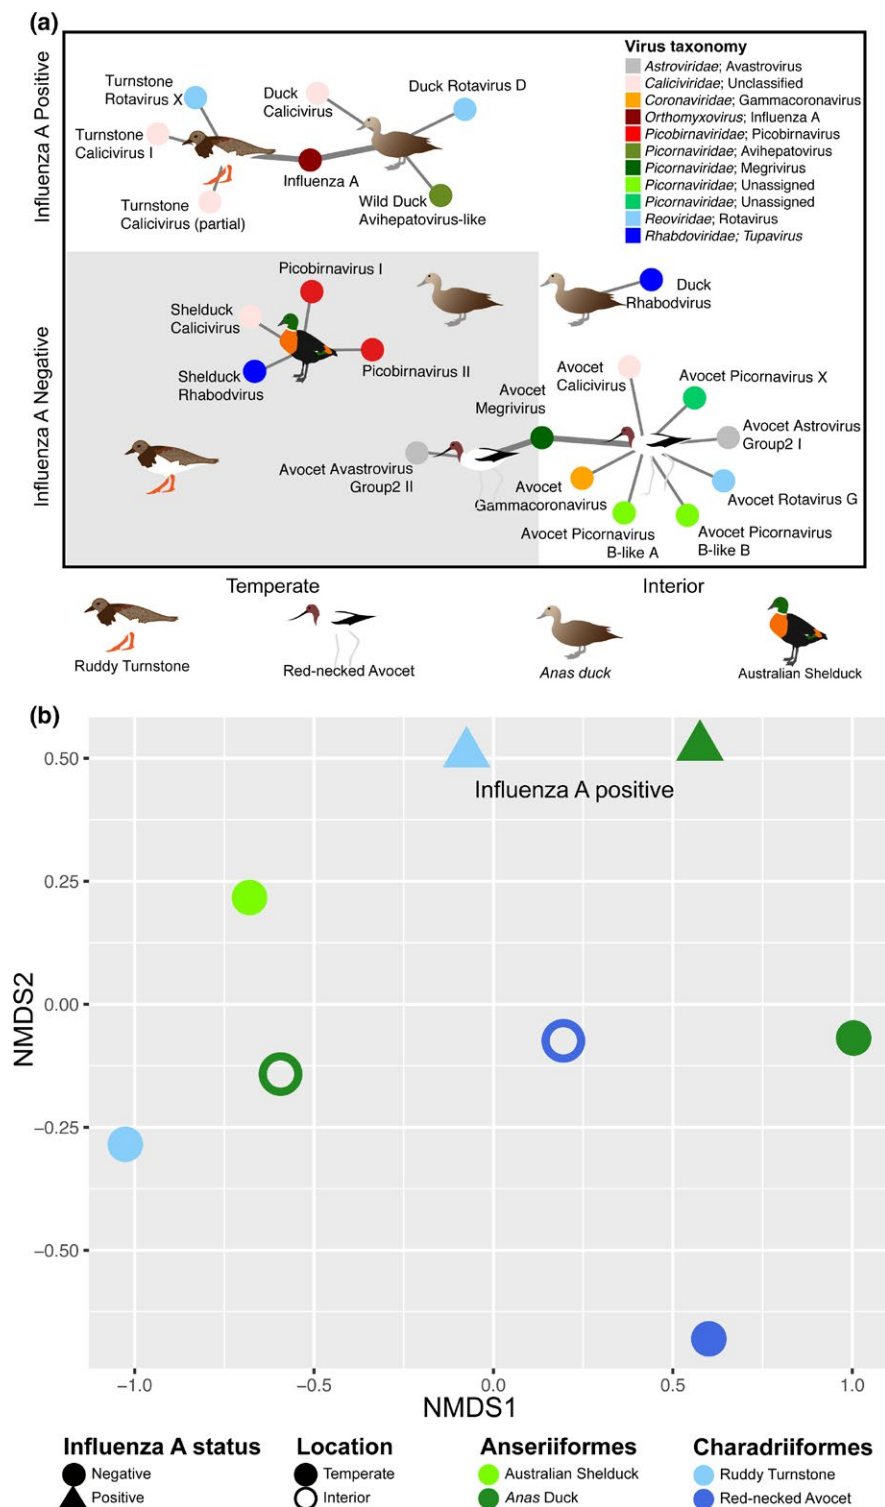 (a)
Influenza A Positive
Influenza A Negative
Turnstone
Rotavirus X
Turnstone
Calicivirus I
Turnstone
Calicivirus (partial)
Influenza A
Duck
Calicivirus
Duck Rotavirus D
Wild Duck
Avihepatovirus-like
Virus taxonomy
Astroviridae; Avastrovirus
Caliciviridae; Unclassified
Coronaviridae; Gammacoronavirus
Orthomyxovirus; Influenza A
Picobirnaviridae; Picobirnavirus
Picornaviridae; Avihepatovirus
Picornaviridae; Megrivirus
Picornaviridae; Unassigned
Picornaviridae; Unassigned
Reoviridae; Rotavirus
Rhabdoviridae; Tupavirus
Picobirnavirus I
Shelduck
Calicivirus
Shelduck
Rhabodvirus
Picobirnavirus II
Duck
Rhabodvirus
Avocet
Calicivirus
Avocet Picornavirus X
Avocet
Megrivirus
Avocet Astrovirus
Group2 I
Avocet Avastrovirus
Group2 II
Avocet
Gammacoronavirus
Avocet Rotavirus G
Avocet Picornavirus
B-like A
Avocet Picornavirus
B-like B
Temperate
Interior
Ruddy Turnstone
Red-necked Avocet
Anas duck
Australian Shelduck
(b)
Influenza A positive
NMDS2
0.50
0.25
0.00
−0.25
−0.50
−1.0
−0.5
0.0
0.5
1.0
NMDS1
Influenza A status
Negative
Positive
Location
Temperate
Interior
Anseriiformes
Australian Shelduck
Anas Duck
Charadriiformes
Ruddy Turnstone
Red-necked Avocet